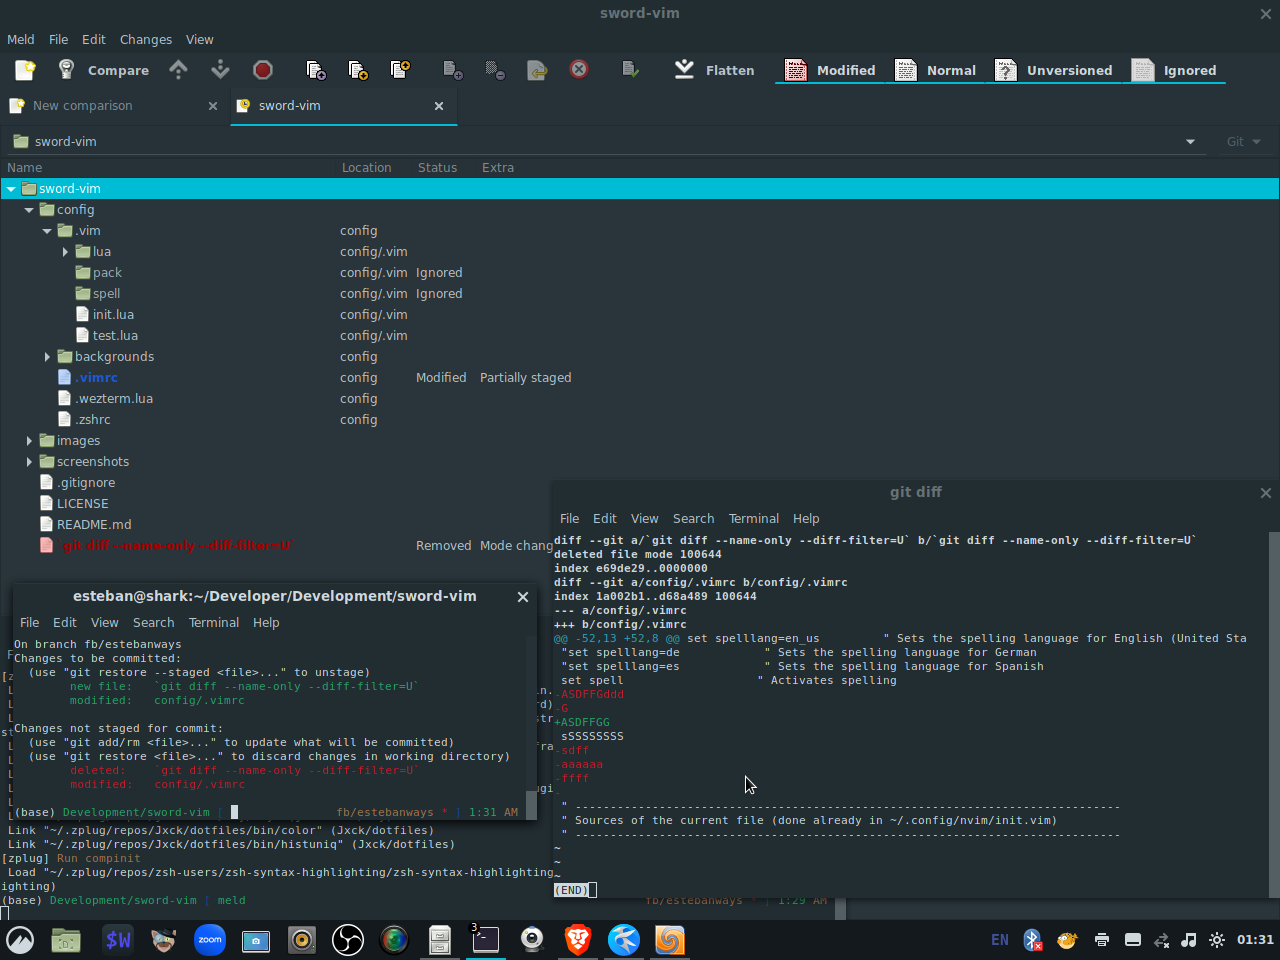 sword-vim
Meld File Edit Changes View
Compare Flatten Modified Normal Unversioned Ignored
New comparison sword-vim
sword-vim Git
Name Location Status Extra
sword-vim
config
.vim config
lua config/.vim
pack config/.vim Ignored
spell config/.vim Ignored
init.lua config/.vim
test.lua config/.vim
backgrounds config
.vimrc config Modified Partially staged
.wezterm.lua config
.zshrc config
images
screenshots
.gitignore
LICENSE
README.md
`git diff --name-only --diff-filter=U` Removed Mode chang
git diff
File Edit View Search Terminal Help
diff --git a/`git diff --name-only --diff-filter=U` b/`git diff --name-only --diff-filter=U`
deleted file mode 100644
index e69de29..0000000
diff --git a/config/.vimrc b/config/.vimrc
index 1a002b1..d68a489 100644
--- a/config/.vimrc
+++ b/config/.vimrc
@@ -52,13 +52,8 @@ set spelllang=en_us " Sets the spelling language for English (United Sta
"set spelllang=de " Sets the spelling language for German
"set spelllang=es " Sets the spelling language for Spanish
set spell " Activates spelling
-ASDFFGddd
-G
+ASDFFGG
sSSSSSSSS
-sdff
-aaaaaa
-ffff
-
" ------------------------------------------------------------------------------
" Sources of the current file (done already in ~/.config/nvim/init.vim)
" ------------------------------------------------------------------------------
~
~
~
(END)
esteban@shark:~/Developer/Development/sword-vim
File Edit View Search Terminal Help
On branch fb/estebanways
Changes to be committed:
(use "git restore --staged <file>..." to unstage)
new file: `git diff --name-only --diff-filter=U`
modified: config/.vimrc
Changes not staged for commit:
(use "git add/rm <file>..." to update what will be committed)
(use "git restore <file>..." to discard changes in working directory)
deleted: `git diff --name-only --diff-filter=U`
modified: config/.vimrc
(base) Development/sword-vim | fb/estebanways * | 1:31 AM
Link "~/.zplug/repos/Jxck/dotfiles/bin/color" (Jxck/dotfiles)
Link "~/.zplug/repos/Jxck/dotfiles/bin/histuniq" (Jxck/dotfiles)
[zplug] Run compinit
Load "~/.zplug/repos/zsh-users/zsh-syntax-highlighting/zsh-syntax-highlighting
ighting)
(base) Development/sword-vim | meld fb/estebanways * | 1:29 AM
$W zoom 3 EN 01:31